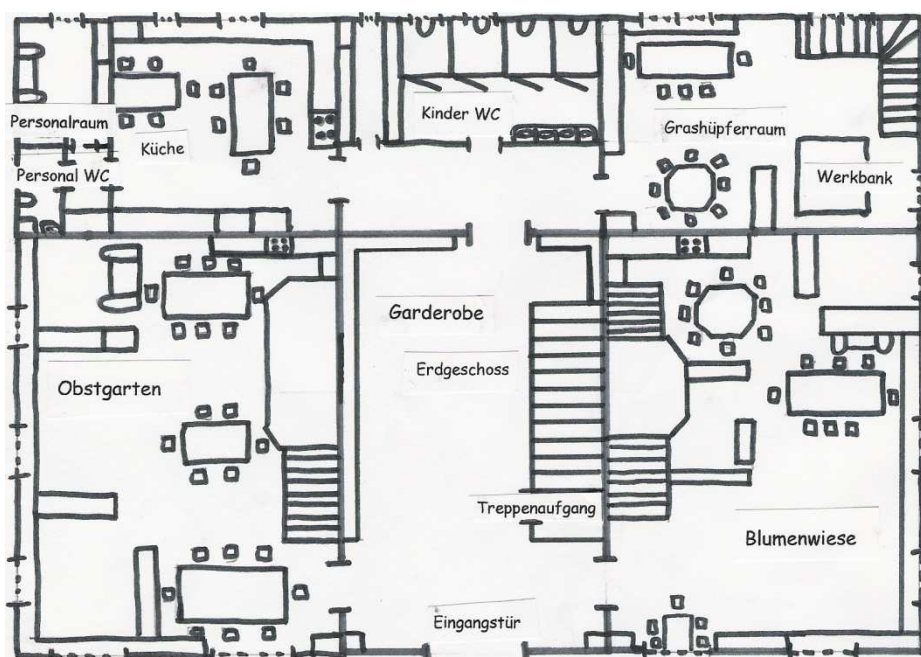 Kinder WC
Personalraum
Küche
Grashüpferraum
Personal WC
Werkbank
Garderobe
Erdgeschoss
Obstgarten
Treppenaufgang
Blumenwiese
Eingangstür